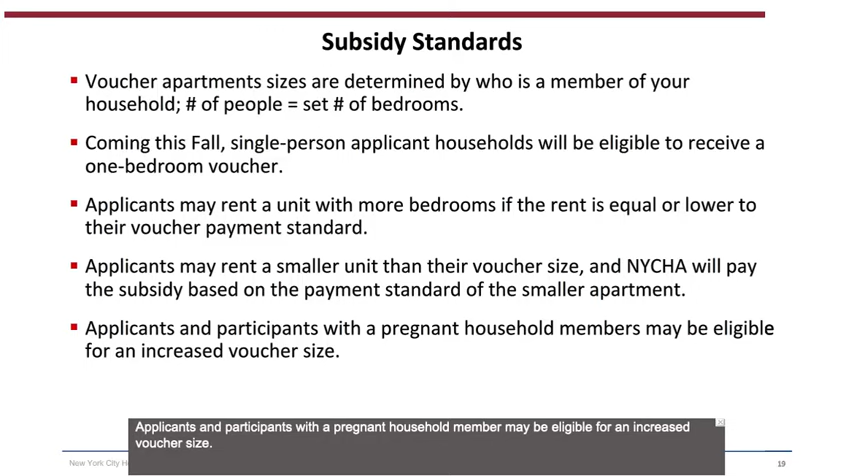 Subsidy Standards
Voucher apartments sizes are determined by who is a member of your
household; # of people = set # of bedrooms.
Coming this Fall, single-person applicant households will be eligible to receive a
one-bedroom voucher.
Applicants may rent a unit with more bedrooms if the rent is equal or lower to
their voucher payment standard.
Applicants may rent a smaller unit than their voucher size, and NYCHA will pay
the subsidy based on the payment standard of the smaller apartment.
Applicants and participants with a pregnant household members may be eligible
for an increased voucher size.
Applicants and participants with a pregnant household member may be eligible for an increased
voucher size.
New York City
19